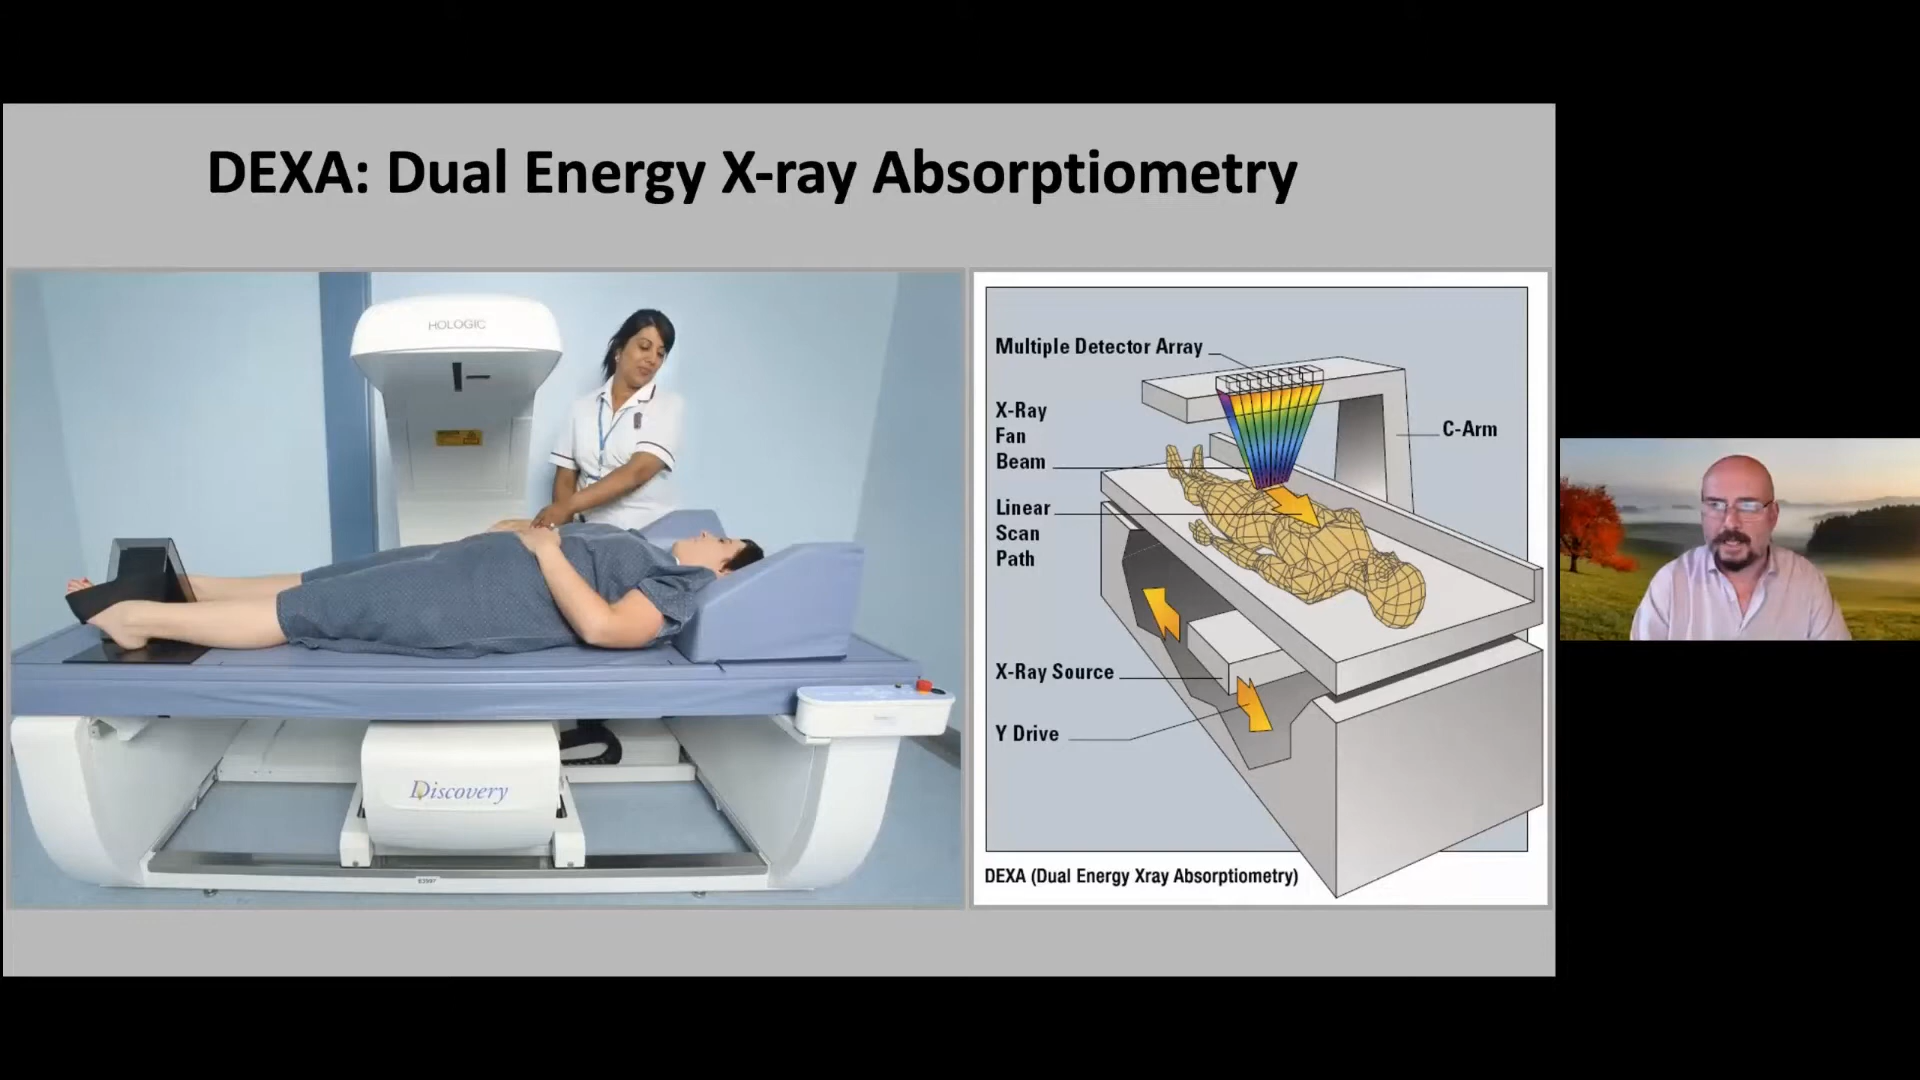 DEXA: Dual Energy X-ray Absorptiometry
HOLOGIC
Discovery
Multiple Detector Array
X-Ray
Fan
Beam
C-Arm
Linear
Scan
Path
X-Ray Source
Y Drive
DEXA (Dual Energy Xray Absorptiometry)